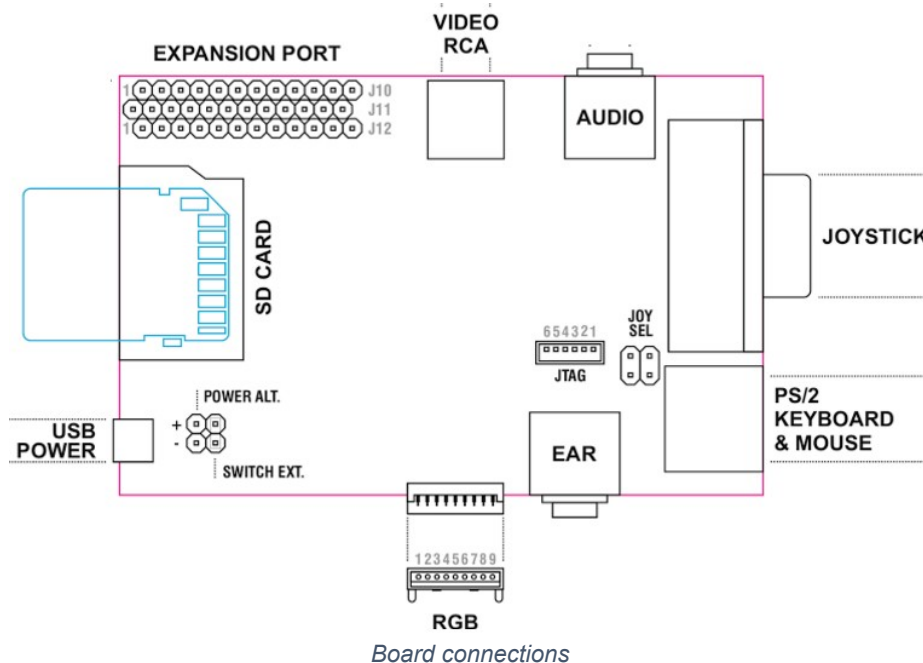 VIDEO
RCA
EXPANSION PORT
1 J10
J11
1 J12
AUDIO
JOYSTICK
SD CARD
JOY
SEL
654321
JTAG
POWER ALT.
+
-
SWITCH EXT.
USB
POWER
PS/2
KEYBOARD
& MOUSE
EAR
123456789
RGB
Board connections